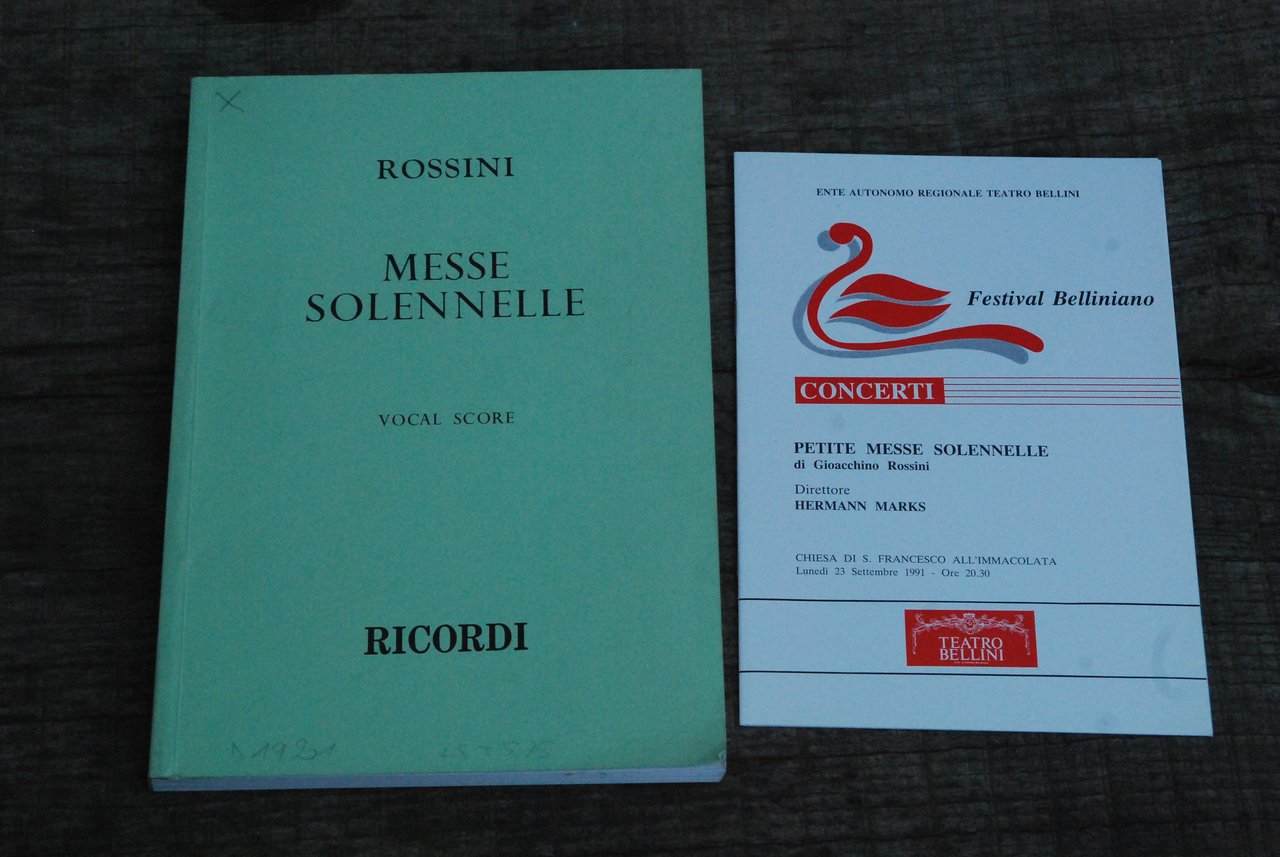 ROSSINI
MESSE
SOLENNELLE
VOCAL SCORE
RICORDI
ENTE AUTONOMO REGIONALE TEATRO BELLINI
Festival Belliniano
CONCERTI
PETITE MESSE SOLENNELLE
di Gioacchino Rossini
Direttore
HERMANN MARKS
CHIESA DI S. FRANCESCO ALL'IMMACOLATA
Lunedì 23 Settembre 1991 - Ore 20.30
TEATRO
BELLINI